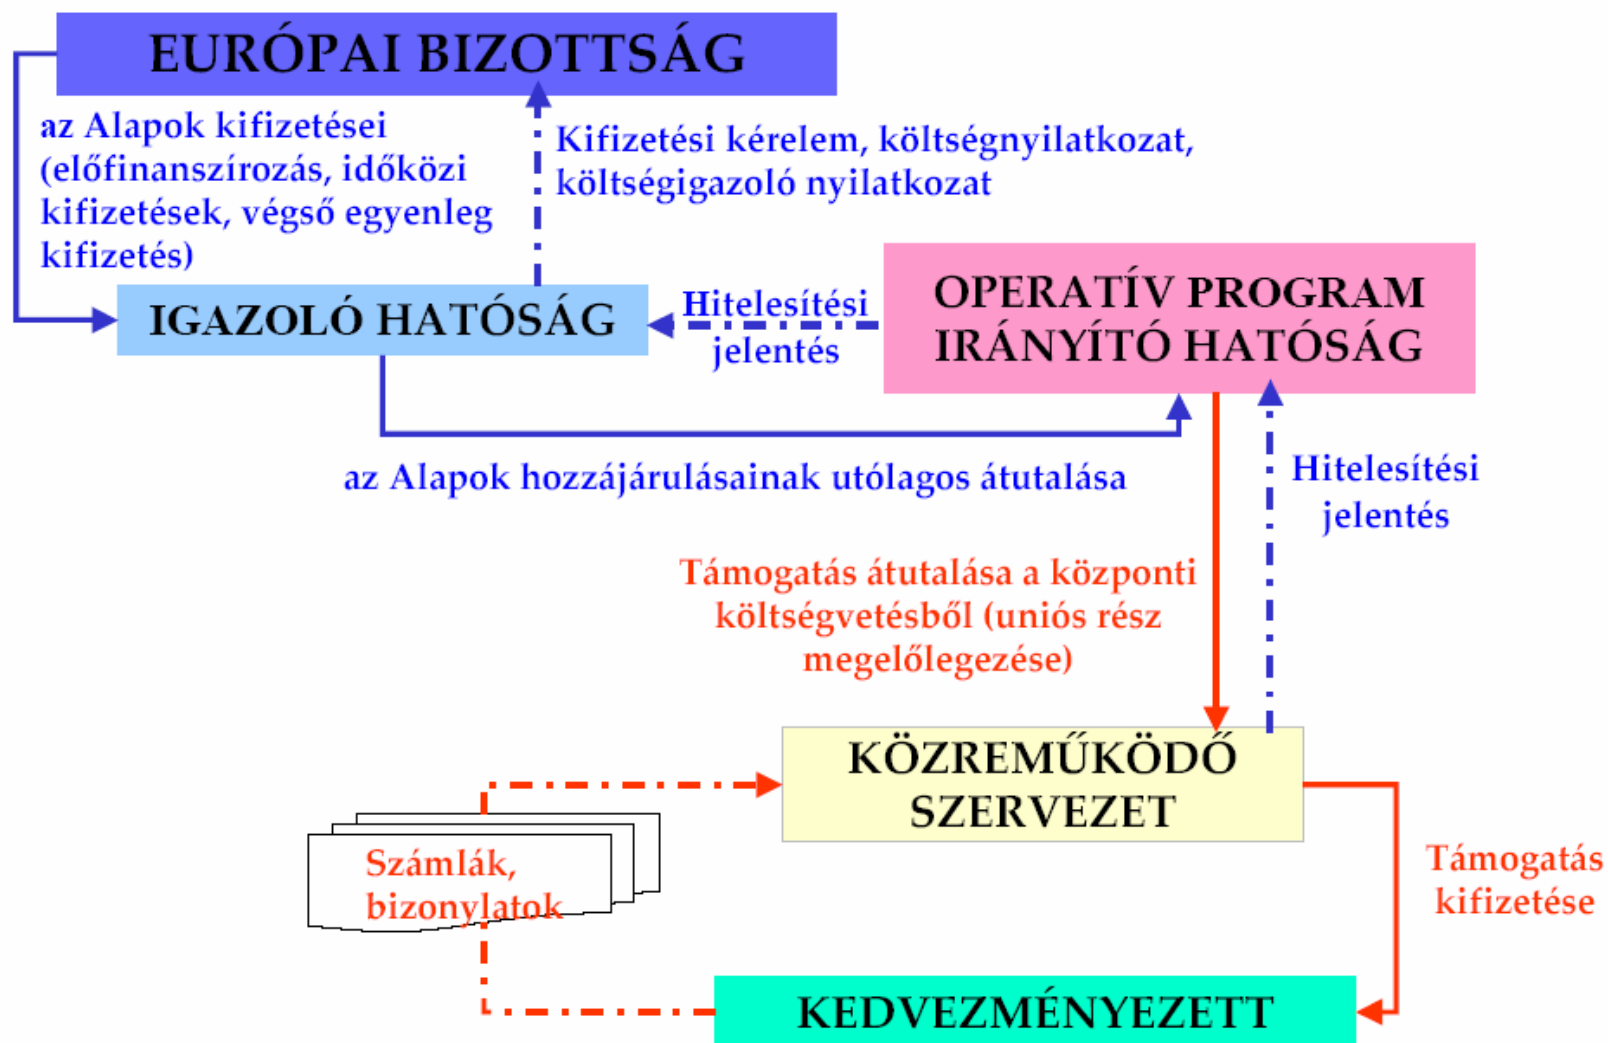 EURÓPAI BIZOTTSÁG
az Alapok kifizetései
(előfinanszírozás, időközi
kifizetések, végső egyenleg
kifizetés)
Kifizetési kérelem, költségnyilatkozat,
költségigazoló nyilatkozat
IGAZOLÓ HATÓSÁG
Hitelesítési
jelentés
OPERATÍV PROGRAM
IRÁNYÍTÓ HATÓSÁG
az Alapok hozzájárulásainak utólagos átutalása
Hitelesítési
jelentés
Támogatás átutalása a központi
költségvetésből (uniós rész
megelőlegezése)
KÖZREMŰKÖDŐ
SZERVEZET
Számlák,
bizonylatok
Támogatás
kifizetése
KEDVEZMÉNYEZETT